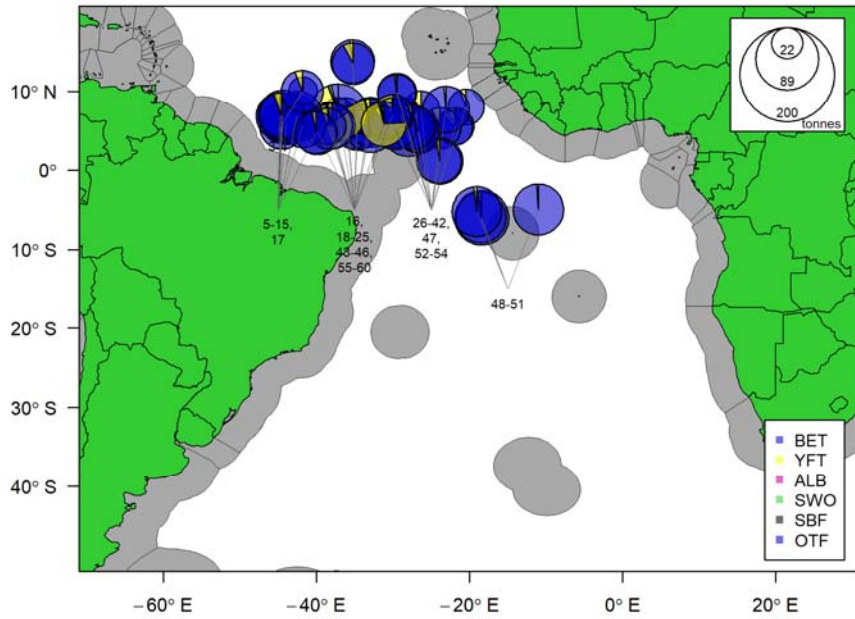 22
89
200
tonnes
10° N
0°
10° S
20° S
30° S
40° S
5-15,
17
16,
18-25,
43-46,
55-60
26-42,
47,
52-54
48-51
BET
YFT
ALB
SWO
SBF
OTF
−60° E
−40° E
−20° E
0° E
20° E